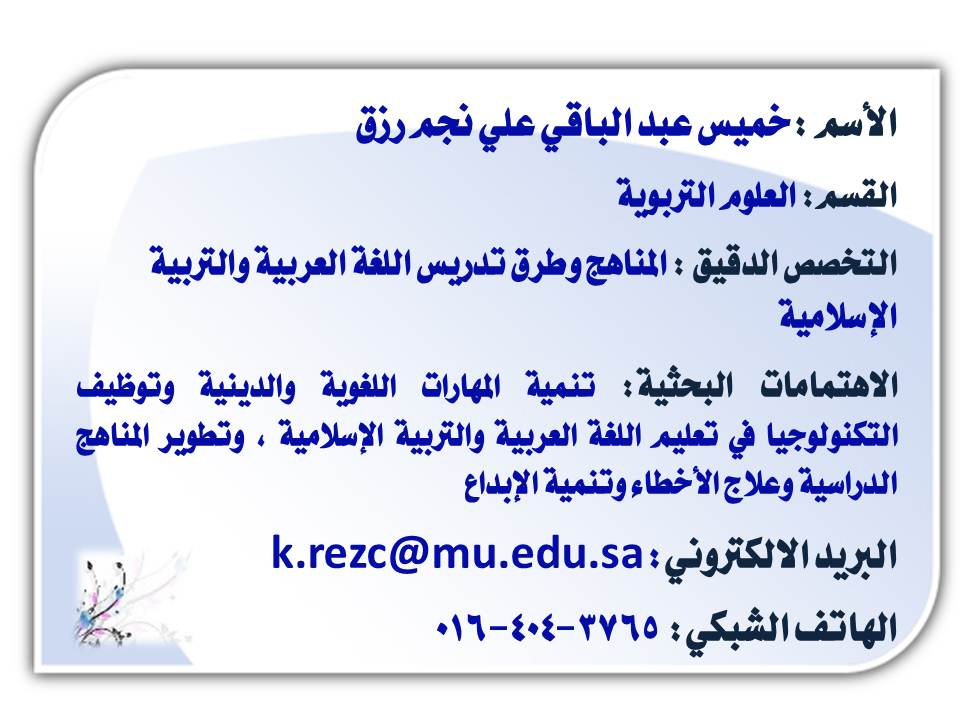 الأسم : خميس عبد الباقي علي نجم رزق
القسم: العلوم التربوية
التخصص الدقيق : المناهج وطرق تدريس اللغة العربية والتربية
الإسلامية
الاهتمامات البحثية: تنمية المهارات اللغوية والدينية وتوظيف
التكنولوجيا في تعليم اللغة العربية والتربية الإسلامية ، وتطوير المناهج
الدراسية وعلاج الأخطاء وتنمية الإبداع
البريد الالكتروني: k.rezc@mu.edu.sa
الهاتف الشبكي: ٣٧٦٥-٤٠٤-٠١٦